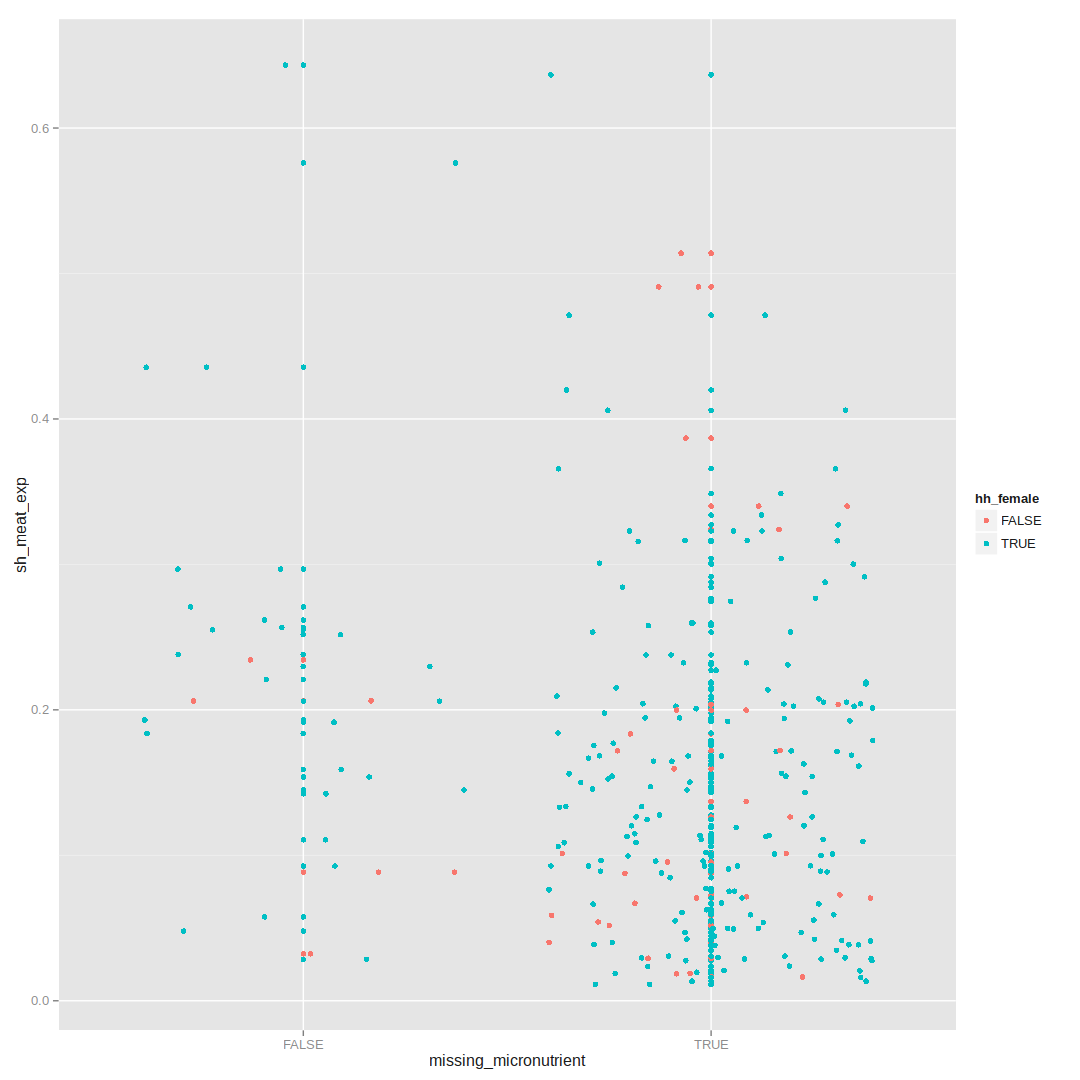 0.6
0.4
0.2
0.0
sh_meat_exp
FALSE
TRUE
missing_micronutrient
hh_female
FALSE
TRUE